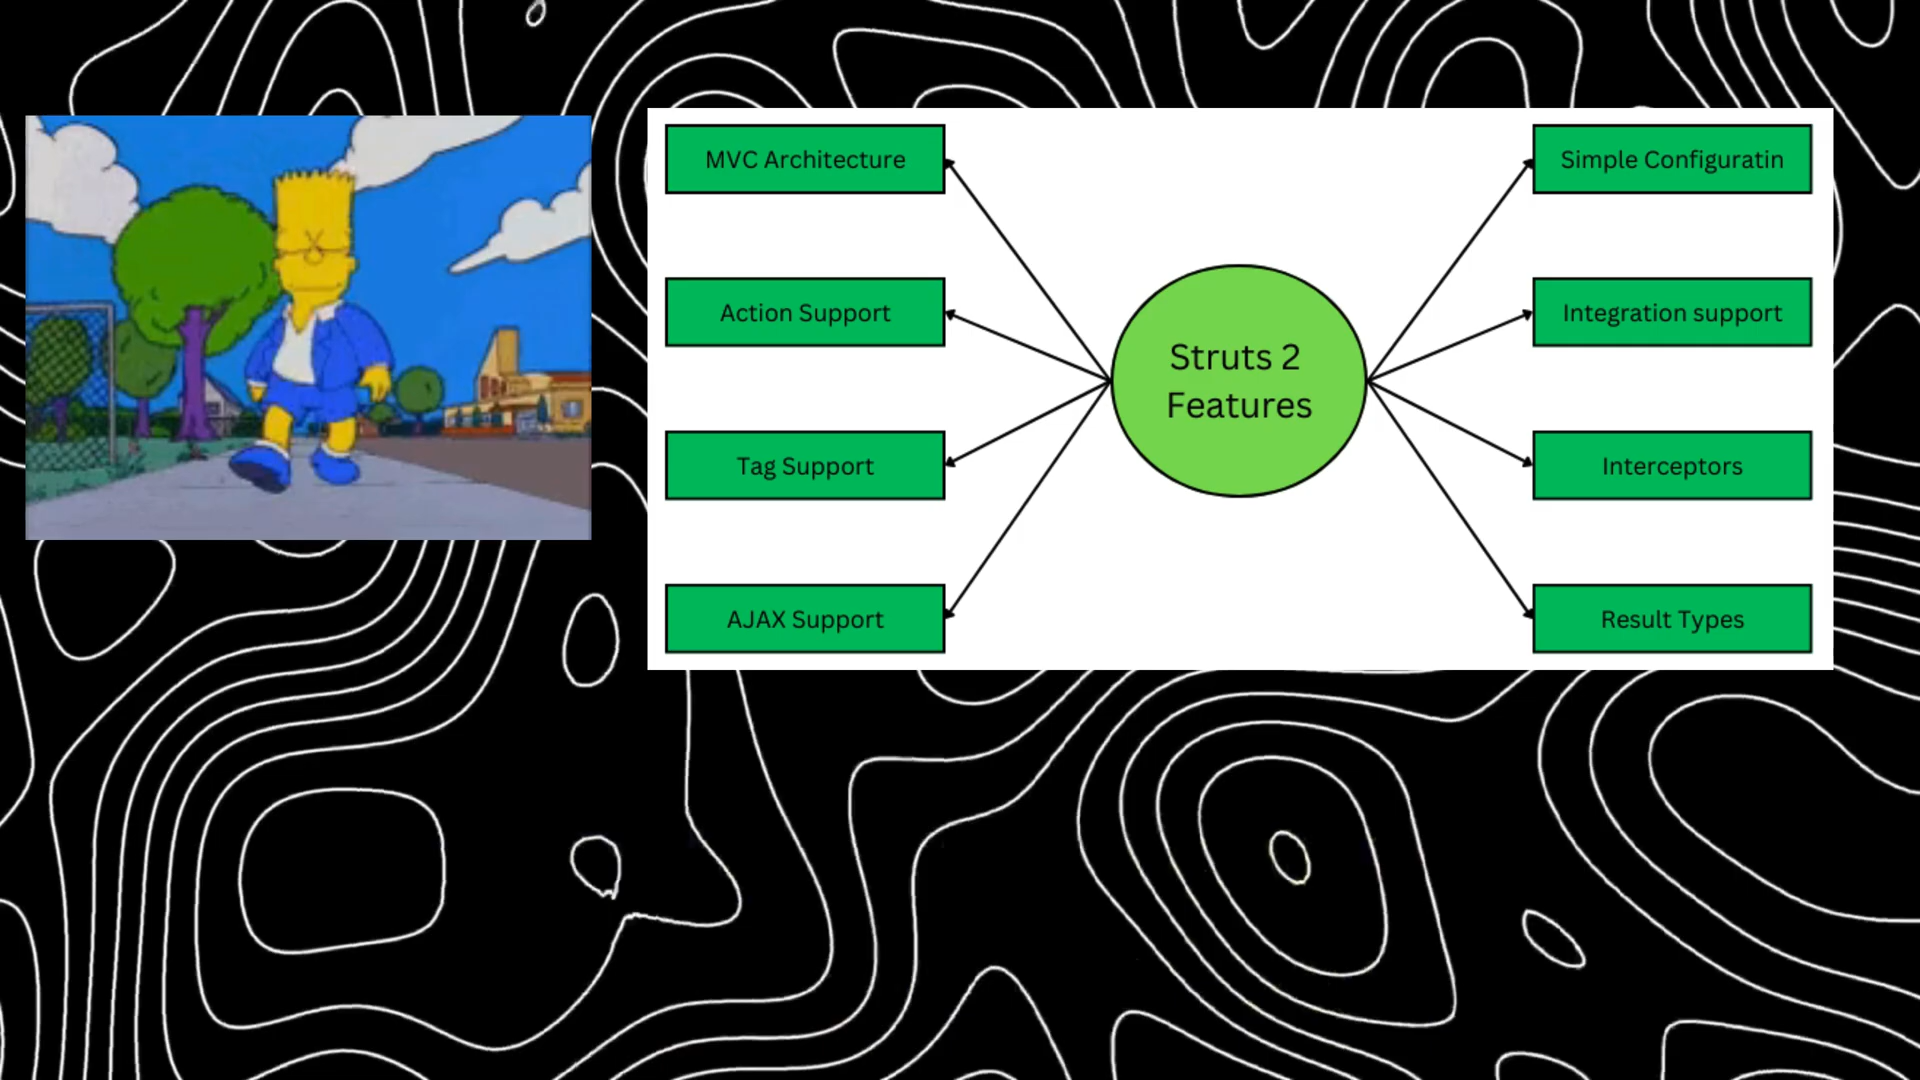 MVC Architecture
Action Support
Tag Support
AJAX Support
Struts 2
Features
Simple Configuratin
Integration support
Interceptors
Result Types